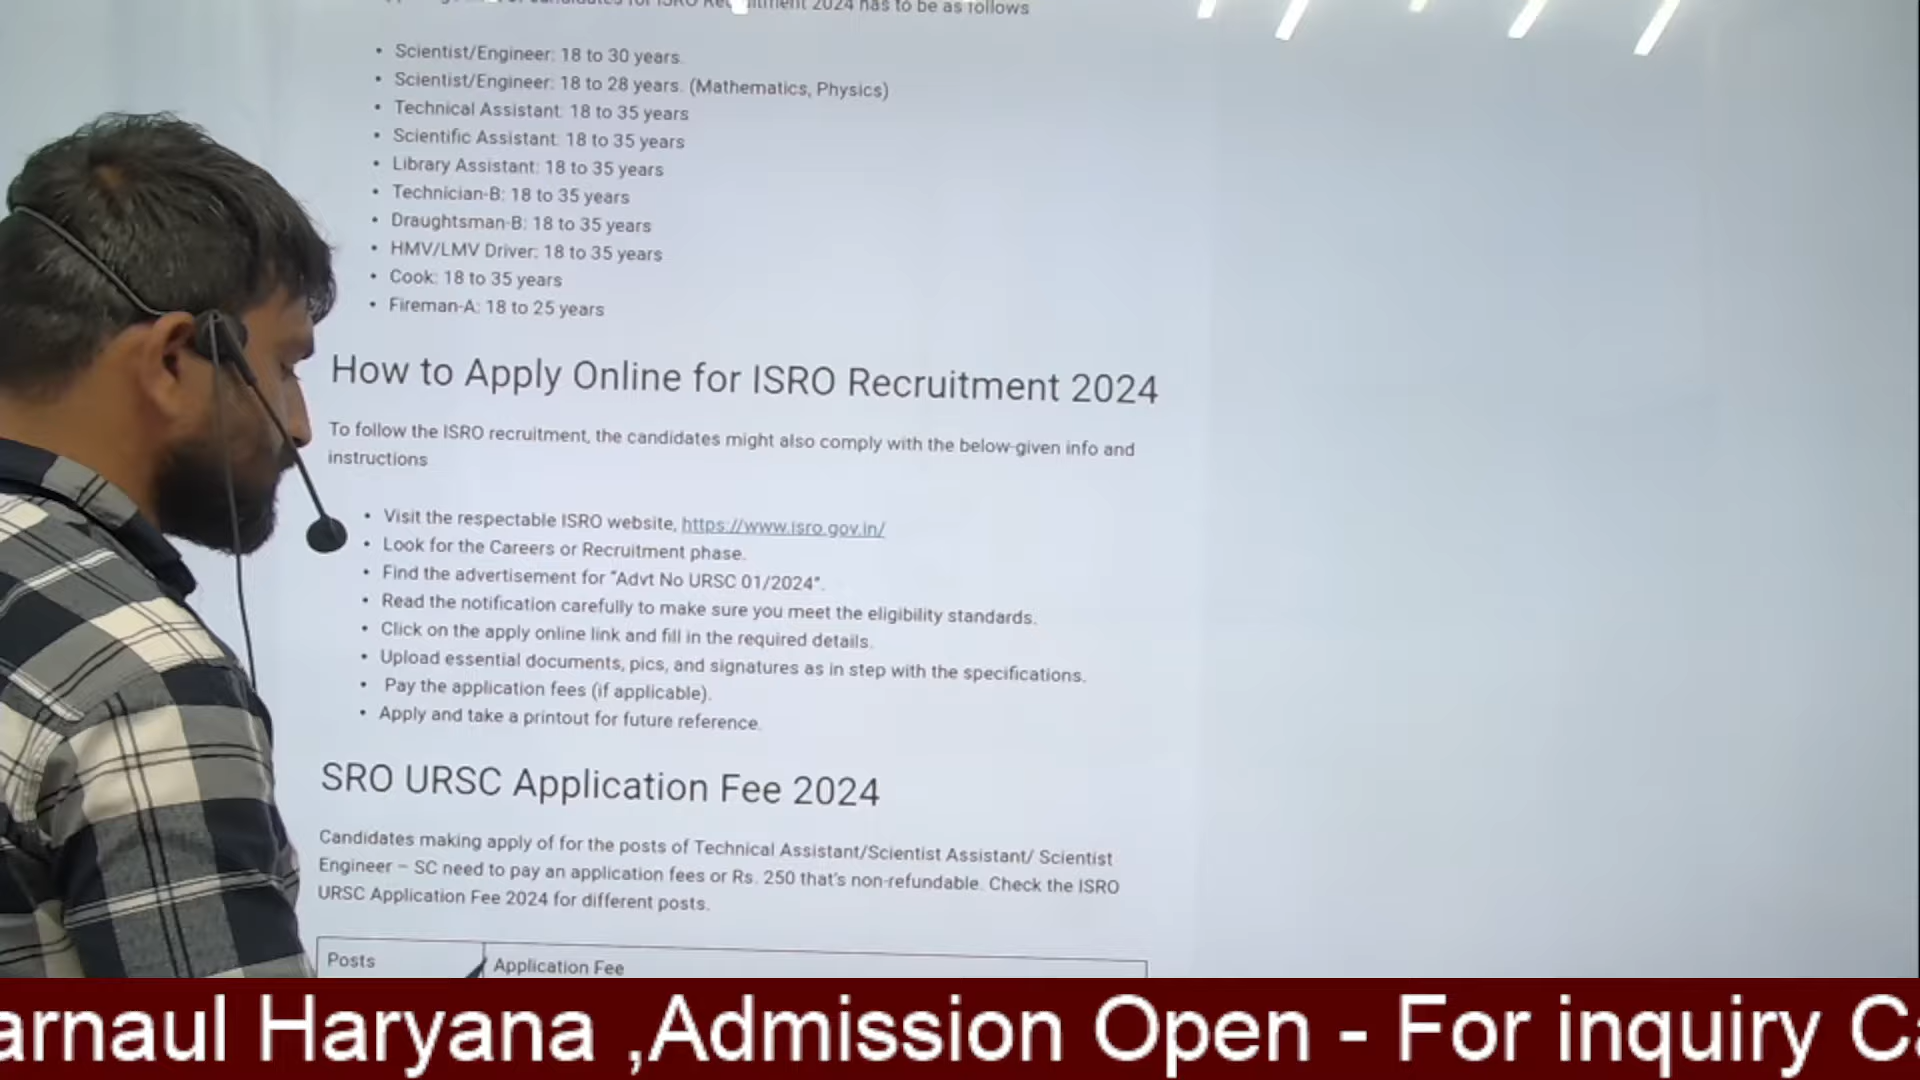 for ISRO Recruitment 2024 has to be as follows
• Scientist/Engineer: 18 to 30 years.
• Scientist/Engineer: 18 to 28 years. (Mathematics, Physics)
• Technical Assistant: 18 to 35 years
• Scientific Assistant: 18 to 35 years
• Library Assistant: 18 to 35 years
• Technician-B: 18 to 35 years
• Draughtsman-B: 18 to 35 years
• HMV/LMV Driver: 18 to 35 years
• Cook: 18 to 35 years
• Fireman-A: 18 to 25 years
How to Apply Online for ISRO Recruitment 2024
To follow the ISRO recruitment, the candidates might also comply with the below-given info and
instructions
• Visit the respectable ISRO website, https://www.isro.gov.in/
• Look for the Careers or Recruitment phase.
• Find the advertisement for “Advt No URSC 01/2024”.
• Read the notification carefully to make sure you meet the eligibility standards.
• Click on the apply online link and fill in the required details.
• Upload essential documents, pics, and signatures as in step with the specifications.
• Pay the application fees (if applicable).
• Apply and take a printout for future reference.
SRO URSC Application Fee 2024
Candidates making apply of for the posts of Technical Assistant/Scientist Assistant/ Scientist
Engineer – SC need to pay an application fees or Rs. 250 that's non-refundable. Check the ISRO
URSC Application Fee 2024 for different posts.
Posts Application Fee
arnaul Haryana ,Admission Open - For inquiry Ca